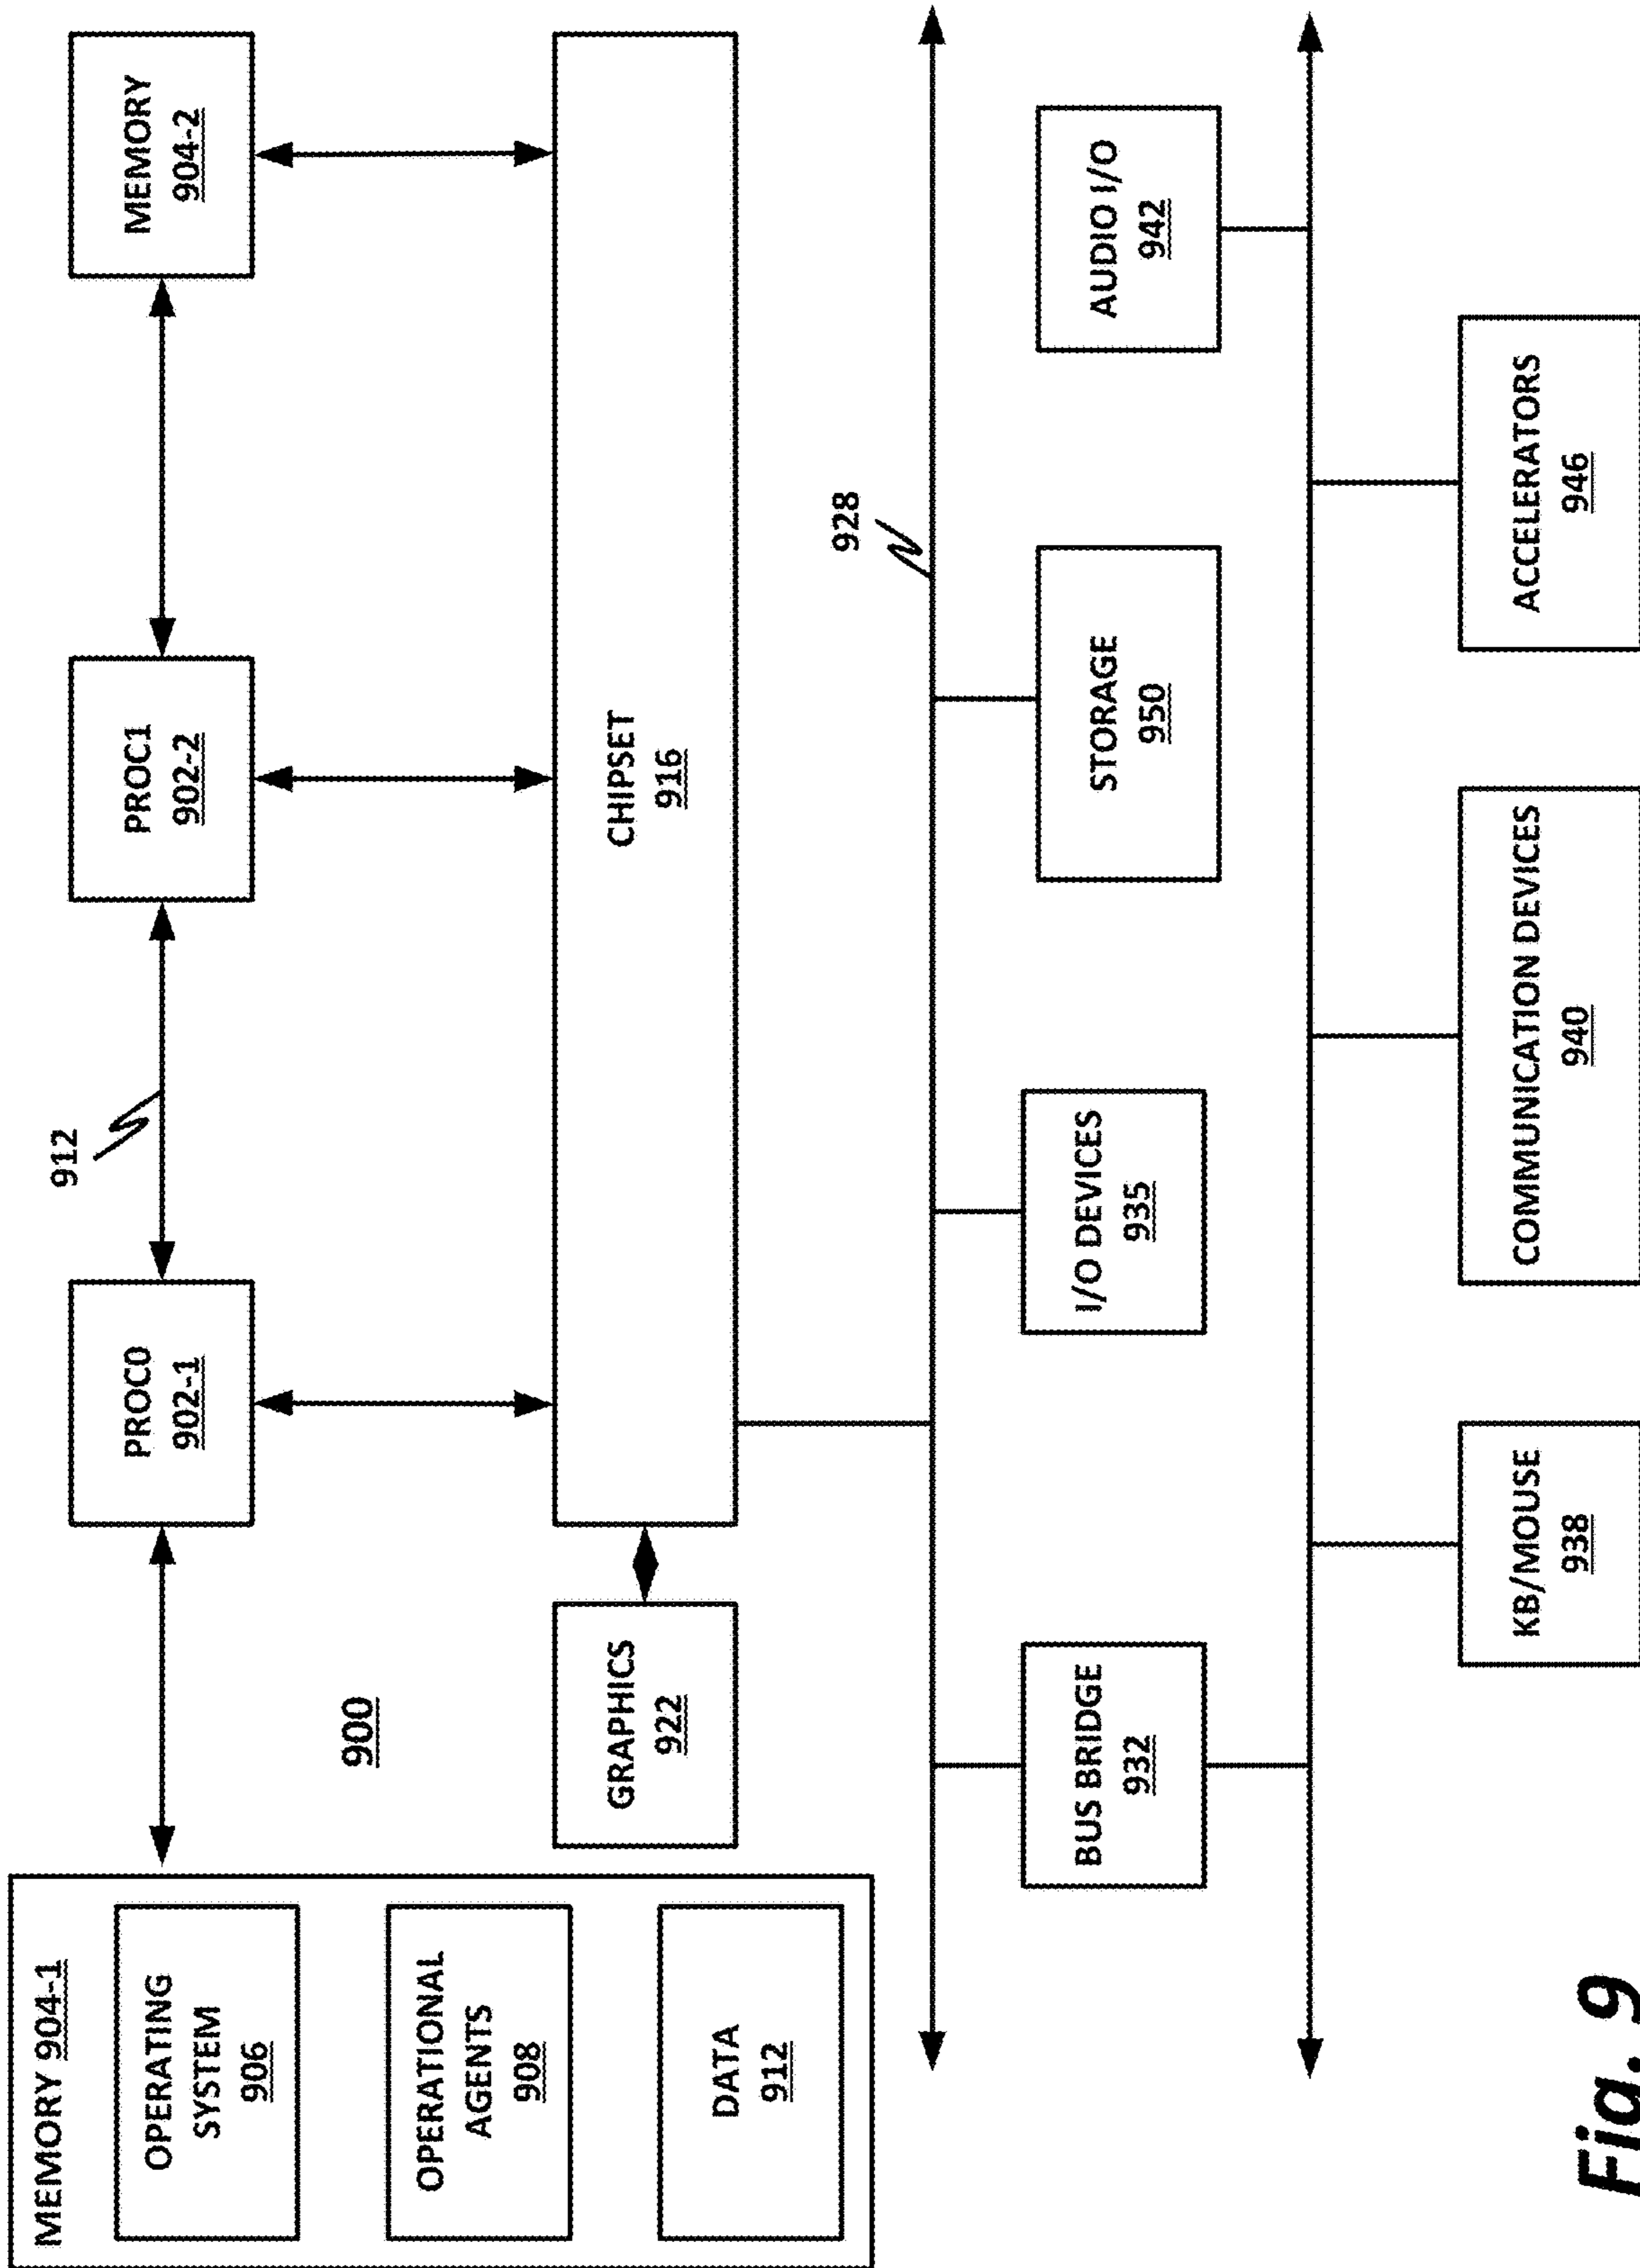 MEMORY 904-1
OPERATING
SYSTEM
906
OPERATIONAL
AGENTS
908
DATA
912
PROC0
902-1
912
PROC1
902-2
MEMORY
904-2
900
GRAPHICS
922
CHIPSET
916
928
BUS BRIDGE
932
I/O DEVICES
935
STORAGE
950
AUDIO I/O
942
KB/MOUSE
938
COMMUNICATION DEVICES
940
ACCELERATORS
946
Fig. 9